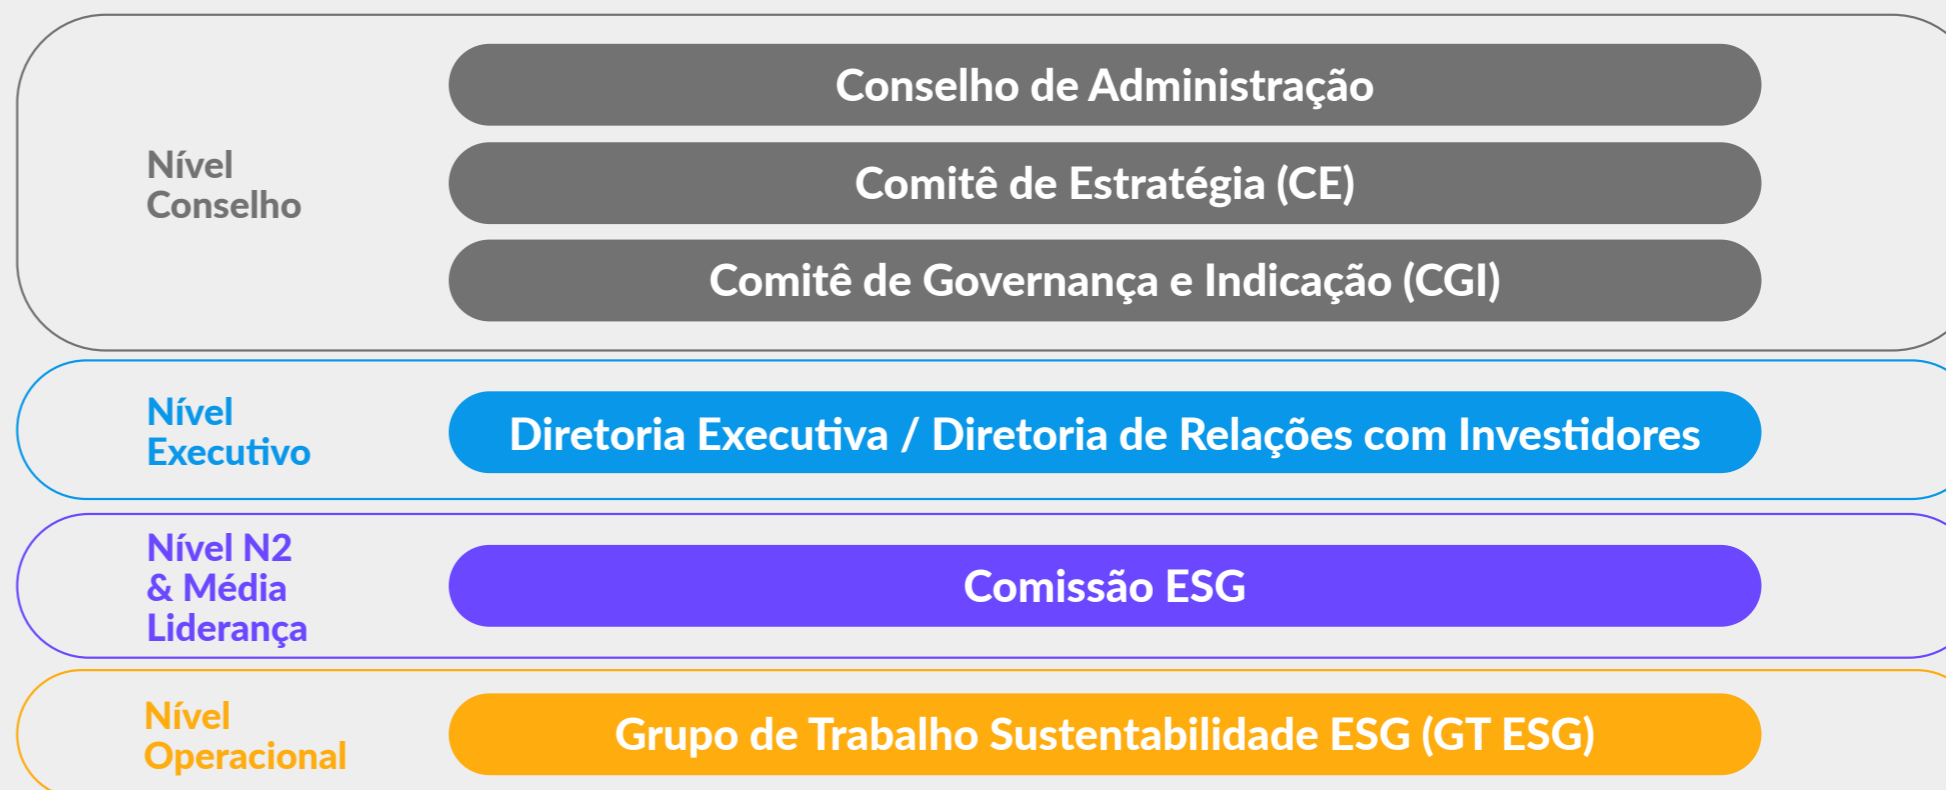 Nível
Conselho
Conselho de Administração
Comitê de Estratégia (CE)
Comitê de Governança e Indicação (CGI)
Nível
Executivo
Diretoria Executiva / Diretoria de Relações com Investidores
Nível N2
& Média
Liderança
Comissão ESG
Nível
Operacional
Grupo de Trabalho Sustentabilidade ESG (GT ESG)